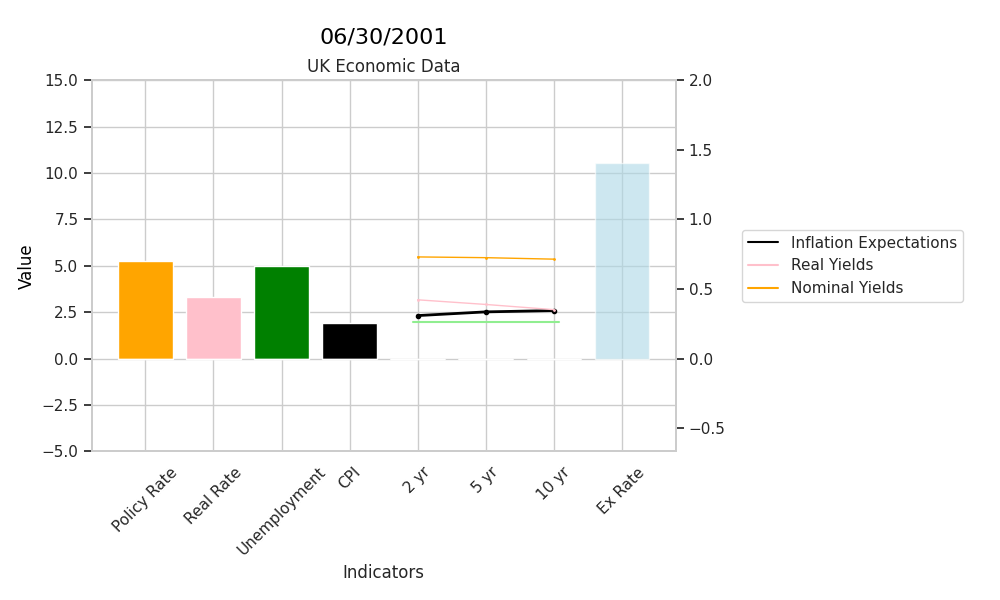 06/30/2001
UK Economic Data
Value
15.0
12.5
10.0
7.5
5.0
2.5
0.0
−2.5
−5.0
2.0
1.5
1.0
0.5
0.0
−0.5
Inflation Expectations
Real Yields
Nominal Yields
Policy Rate
Real Rate
Unemployment
CPI
2 yr
5 yr
10 yr
Ex Rate
Indicators